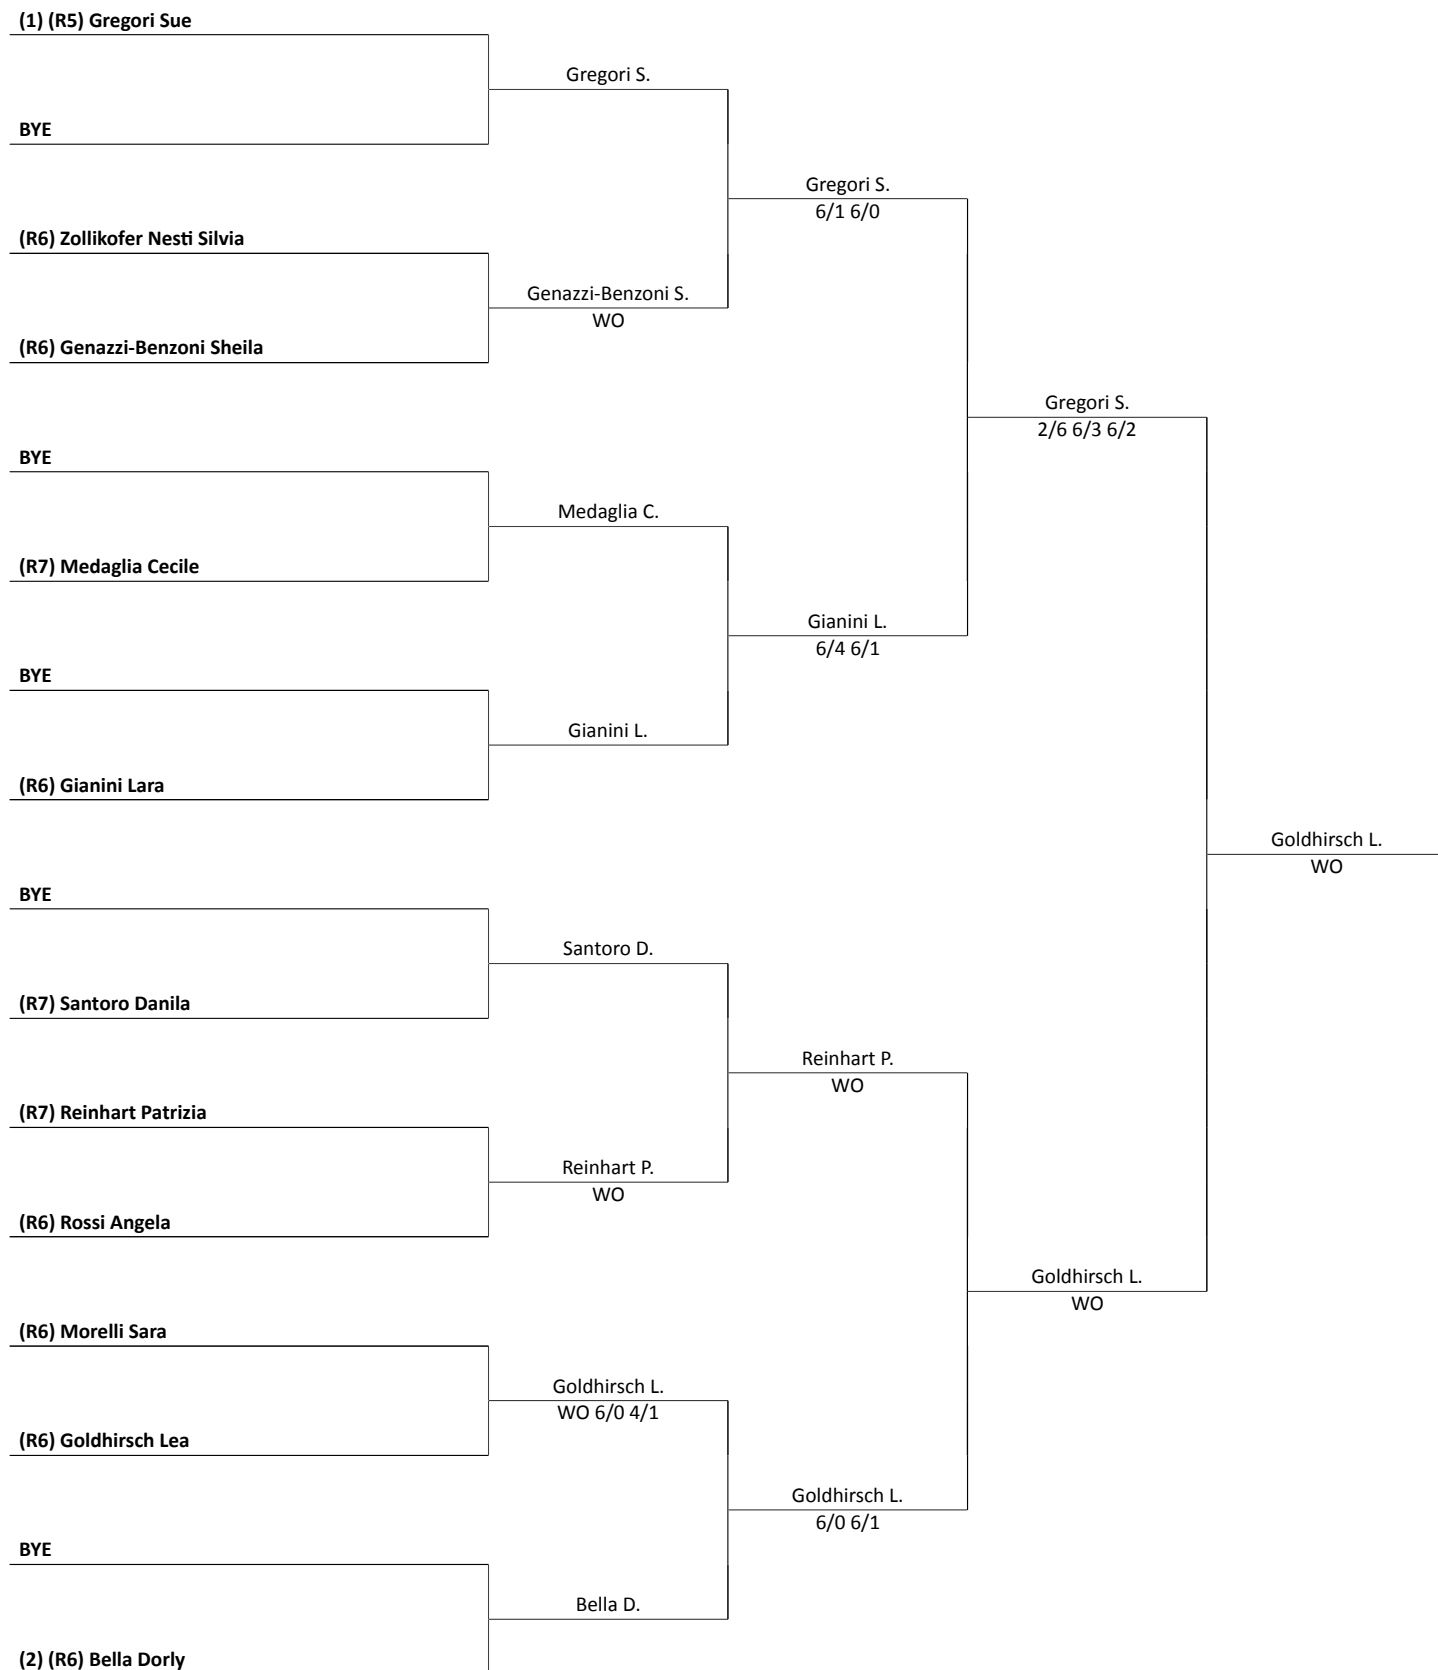 (1) (R5) Gregori Sue
Gregori S.
BYE
Gregori S.
6/1 6/0
(R6) Zollikofer Nesti Silvia
Genazzi-Benzoni S.
WO
(R6) Genazzi-Benzoni Sheila
Gregori S.
2/6 6/3 6/2
BYE
Medaglia C.
(R7) Medaglia Cecile
Gianini L.
6/4 6/1
BYE
Gianini L.
(R6) Gianini Lara
Goldhirsch L.
WO
BYE
Santoro D.
(R7) Santoro Danila
Reinhart P.
WO
(R7) Reinhart Patrizia
Reinhart P.
WO
(R6) Rossi Angela
Goldhirsch L.
WO
(R6) Morelli Sara
Goldhirsch L.
WO 6/0 4/1
(R6) Goldhirsch Lea
Goldhirsch L.
6/0 6/1
BYE
Bella D.
(2) (R6) Bella Dorly